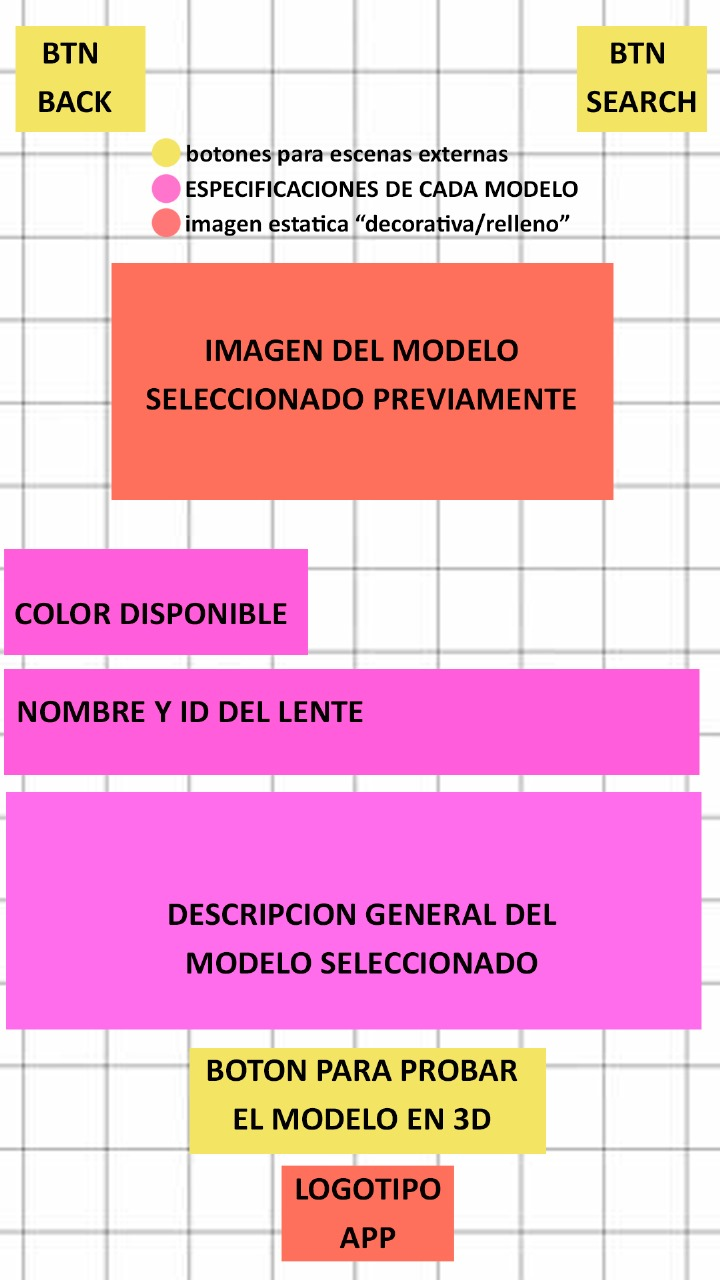 BTN
BACK
BTN
SEARCH
botones para escenas externas
ESPECIFICACIONES DE CADA MODELO
imagen estatica “decorativa/relleno”
IMAGEN DEL MODELO
SELECCIONADO PREVIAMENTE
COLOR DISPONIBLE
NOMBRE Y ID DEL LENTE
DESCRIPCION GENERAL DEL
MODELO SELECCIONADO
BOTON PARA PROBAR
EL MODELO EN 3D
LOGOTIPO
APP